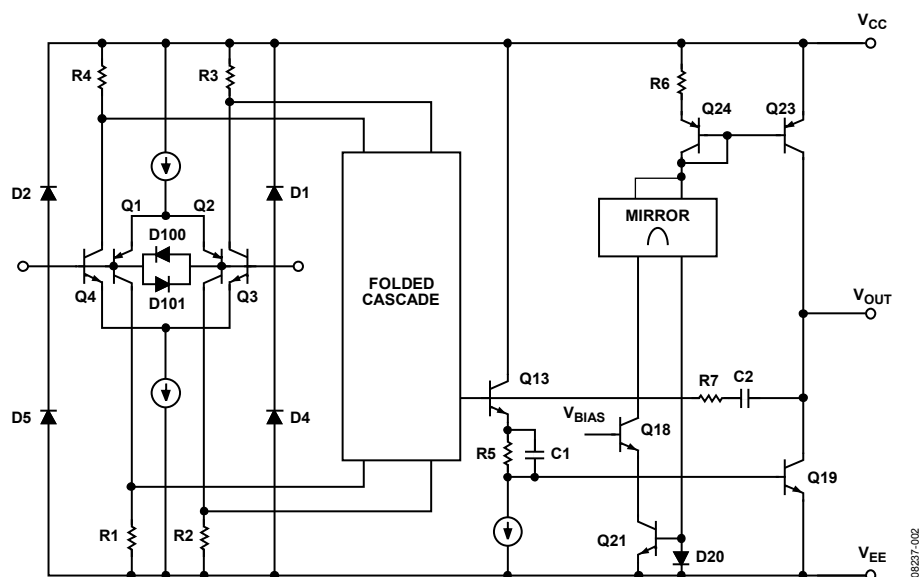 VCC
R4
R3
R6
Q24
Q23
D2
Q1
Q2
D1
D100
MIRROR
FOLDED
CASCADE
Q4
D101
Q3
VOUT
Q13
R7
C2
D5
D4
VBIAS
Q18
R5
C1
Q19
R1
R2
Q21
D20
VEE
08237-002